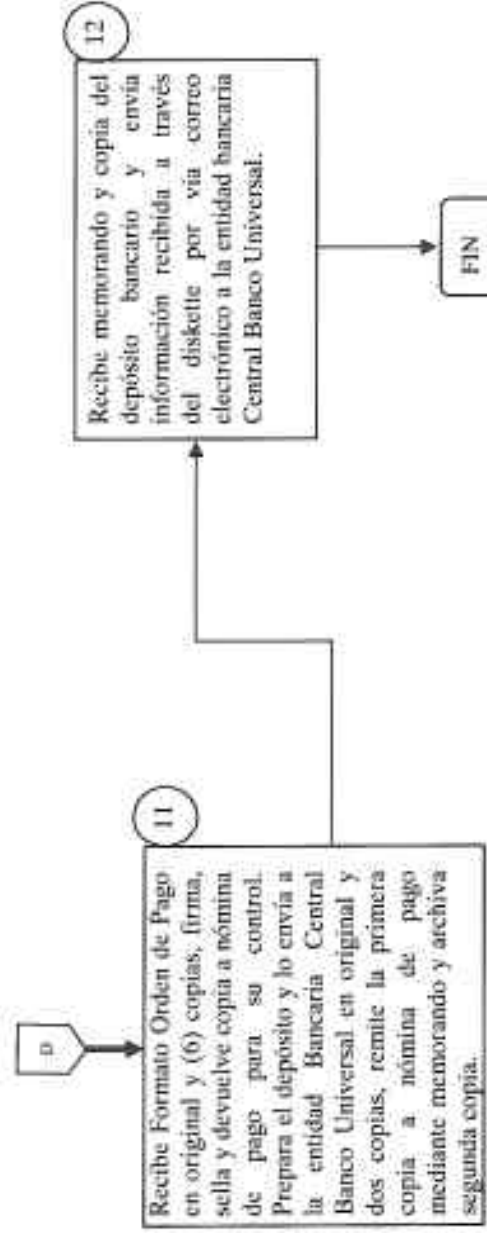 D
11
Recibe Formato Orden de Pago
en original y (6) copias, firma,
sella y devuelve copia a nómina
de pago para su control.
Prepara el depósito y lo envía a
la entidad Bancaria Central
Banco Universal en original y
dos copias, remite la primera
copia a nómina de pago
mediante memorando y archiva
segunda copia.
12
Recibe memorando y copia del
depósito bancario y envía
información recibida a través
del diskette por vía correo
electrónico a la entidad bancaria
Central Banco Universal.
FIN